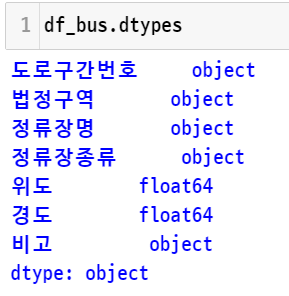 1 df_bus.dtypes
도로구간번호 object
법정구역 object
정류장명 object
정류장종류 object
위도 float64
경도 float64
비고 object
dtype: object